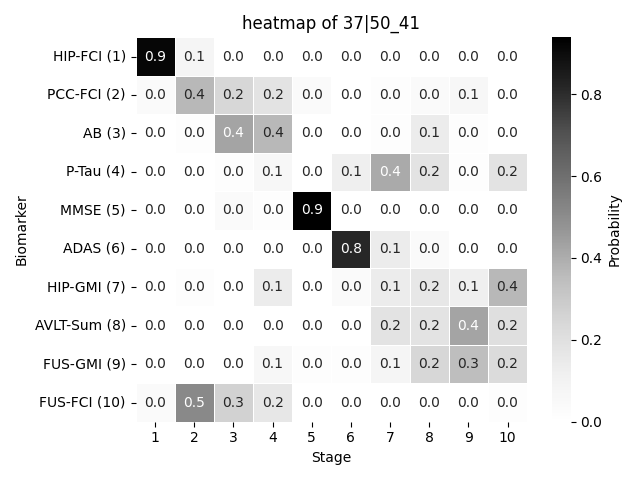 heatmap of 37|50_41
HIP-FCI (1) 0.9 0.1 0.0 0.0 0.0 0.0 0.0 0.0 0.0 0.0
PCC-FCI (2) 0.0 0.4 0.2 0.2 0.0 0.0 0.0 0.0 0.1 0.0
AB (3) 0.0 0.0 0.4 0.4 0.0 0.0 0.0 0.1 0.0 0.0
P-Tau (4) 0.0 0.0 0.0 0.1 0.0 0.1 0.4 0.2 0.0 0.2
MMSE (5) 0.0 0.0 0.0 0.0 0.9 0.0 0.0 0.0 0.0 0.0
ADAS (6) 0.0 0.0 0.0 0.0 0.0 0.8 0.1 0.0 0.0 0.0
HIP-GMI (7) 0.0 0.0 0.0 0.1 0.0 0.0 0.1 0.2 0.1 0.4
AVLT-Sum (8) 0.0 0.0 0.0 0.0 0.0 0.0 0.2 0.2 0.4 0.2
FUS-GMI (9) 0.0 0.0 0.0 0.1 0.0 0.0 0.1 0.2 0.3 0.2
FUS-FCI (10) 0.0 0.5 0.3 0.2 0.0 0.0 0.0 0.0 0.0 0.0
1 2 3 4 5 6 7 8 9 10
Stage
Biomarker
0.8
0.6
0.4
0.2
0.0
Probability